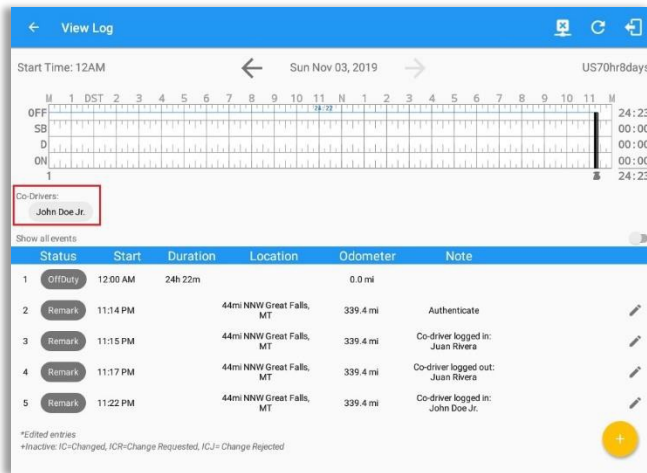 View Log
Start Time: 12AM Sun Nov 03, 2019 US70hr8days
M 1 DST 2 3 4 5 6 7 8 9 10 11 N 1 2 3 4 5 6 7 8 9 10 11 M
OFF 24:22 24:23
SB 00:00
D 00:00
ON 00:00
1 24:23
Co-Drivers:
John Doe Jr.
Show all events
Status Start Duration Location Odometer Note
1 OffDuty 12:00 AM 24h 22m 0.0 mi
2 Remark 11:14 PM 44mi NNW Great Falls, MT 339.4 mi Authenticate
3 Remark 11:15 PM 44mi NNW Great Falls, MT 339.4 mi Co-driver logged in: Juan Rivera
4 Remark 11:17 PM 44mi NNW Great Falls, MT 339.4 mi Co-driver logged out: Juan Rivera
5 Remark 11:22 PM 44mi NNW Great Falls, MT 339.4 mi Co-driver logged in: John Doe Jr.
*Edited entries
+Inactive: IC=Changed, ICR=Change Requested, ICJ= Change Rejected